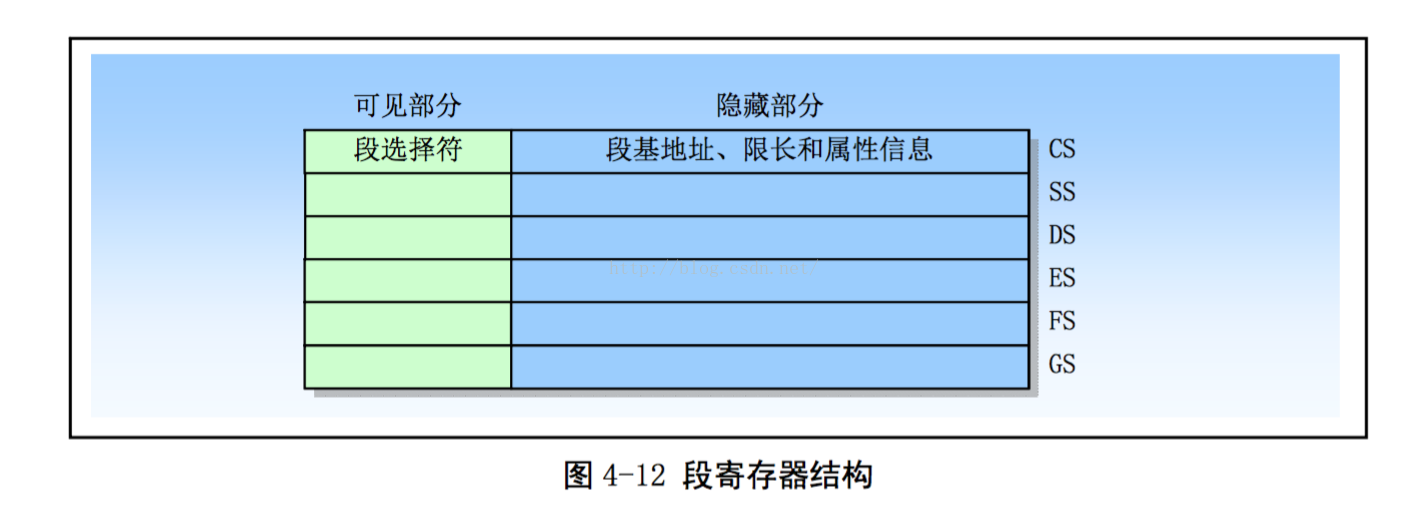 可见部分 隐藏部分
段选择符 段基地址、限长和属性信息 CS
SS
DS
http://blog.csdn.net/ ES
FS
GS
图 4-12 段寄存器结构